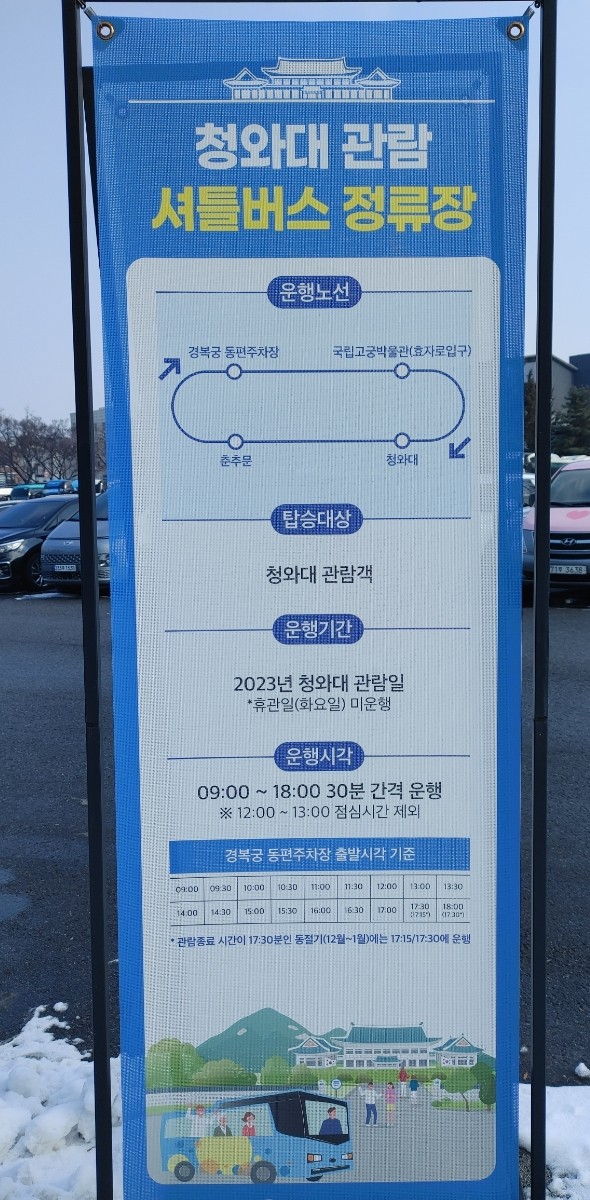 청와대 관람
셔틀버스 정류장
운행노선
경복궁 동편주차장 국립고궁박물관(효자로입구)
춘추문 청와대
탑승대상
청와대 관람객
운행기간
2023년 청와대 관람일
*휴관일(화요일) 미운행
운행시각
09:00 ~ 18:00 30분 간격 운행
※ 12:00 ~ 13:00 점심시간 제외
경복궁 동편주차장 출발시각 기준
09:00 09:30 10:00 10:30 11:00 11:30 12:00 13:00 13:30
14:00 14:30 15:00 15:30 16:00 16:30 17:00 17:30 18:00
(17:15*) (17:30*)
* 관람종료 시간이 17:30분인 동절기(12월~1월)에는 17:15/17:30에 운행